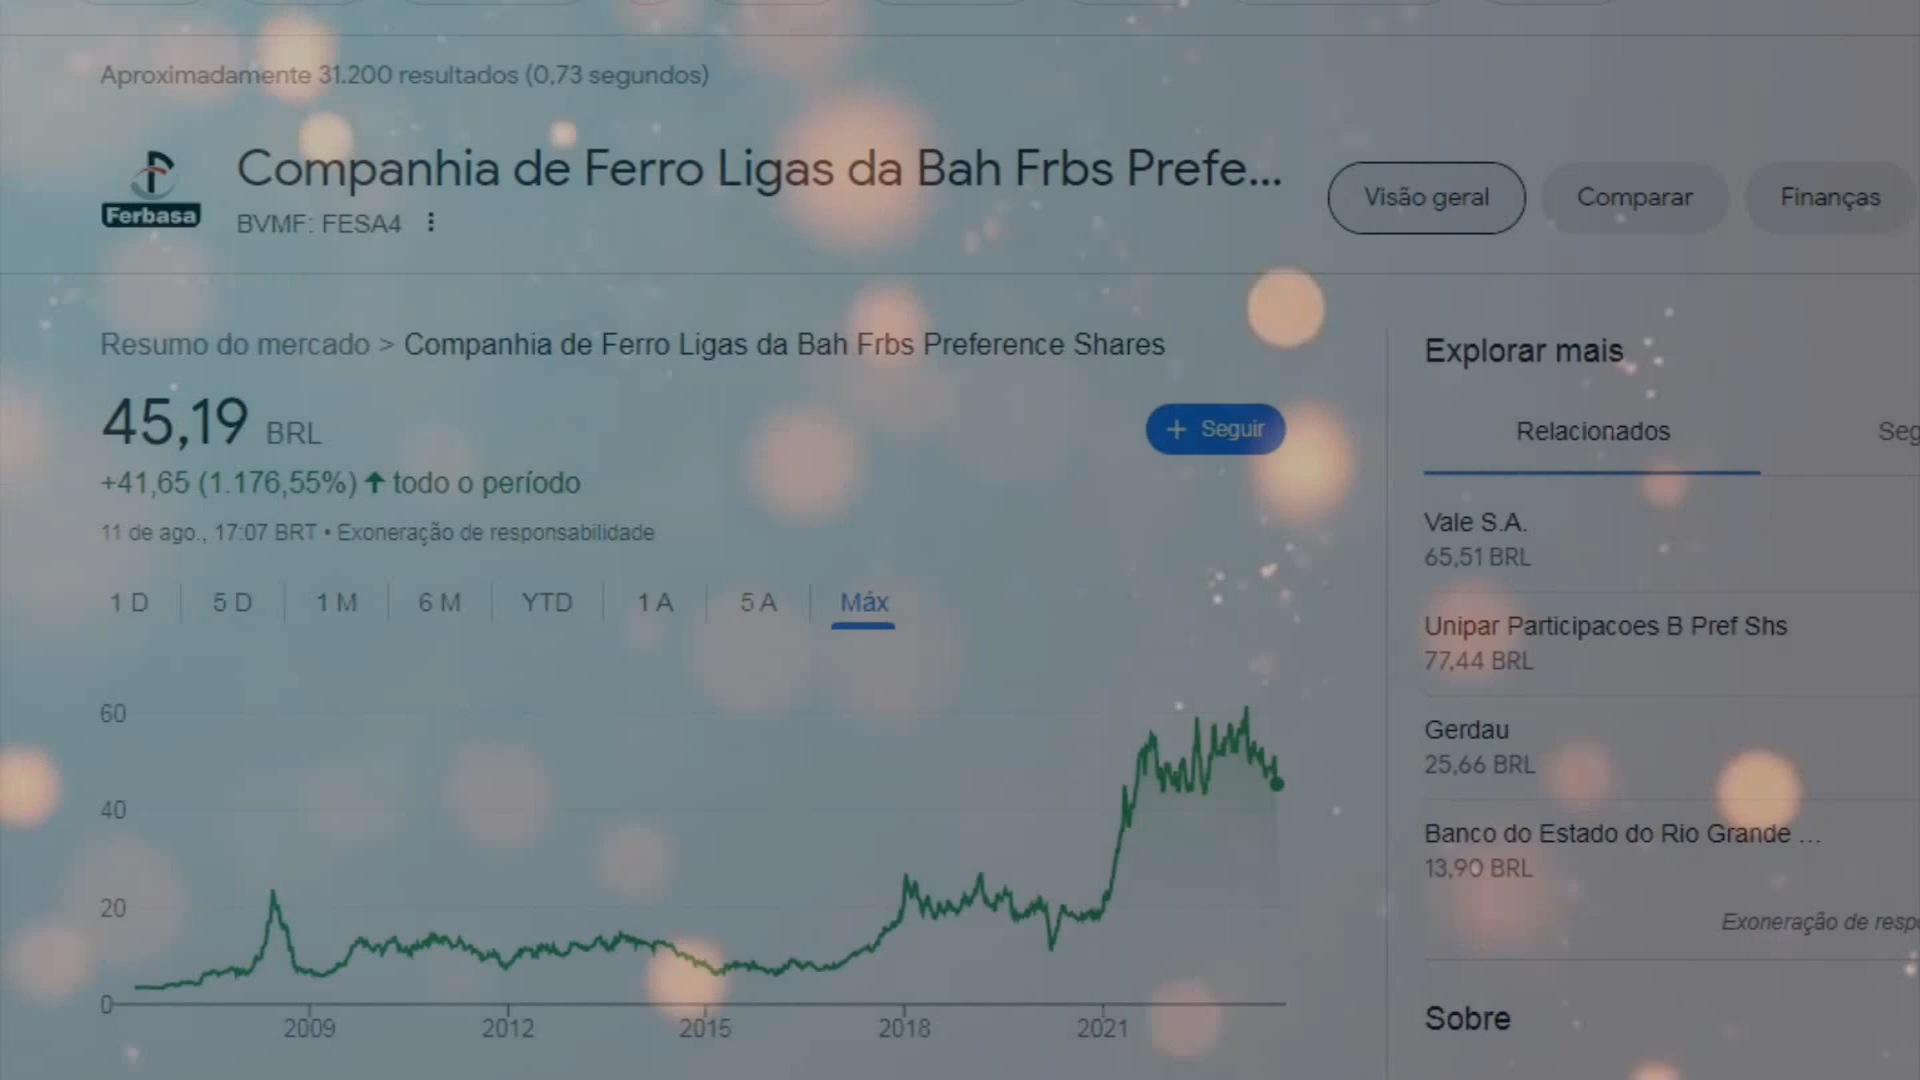 Aproximadamente 31.200 resultados (0,73 segundos)
Ferbasa
Companhia de Ferro Ligas da Bah Frbs Prefe...
BVMF: FESA4
Visão geral
Comparar
Finanças
Resumo do mercado > Companhia de Ferro Ligas da Bah Frbs Preference Shares
45,19 BRL
+ Seguir
+41,65 (1.176,55%) ↑ todo o período
11 de ago., 17:07 BRT • Exoneração de responsabilidade
1 D
5 D
1 M
6 M
YTD
1 A
5 A
Máx
60
40
20
0
2009
2012
2015
2018
2021
Explorar mais
Relacionados
Seg
Vale S.A.
65,51 BRL
Unipar Participacoes B Pref Shs
77,44 BRL
Gerdau
25,66 BRL
Banco do Estado do Rio Grande ...
13,90 BRL
Exoneração de respo
Sobre